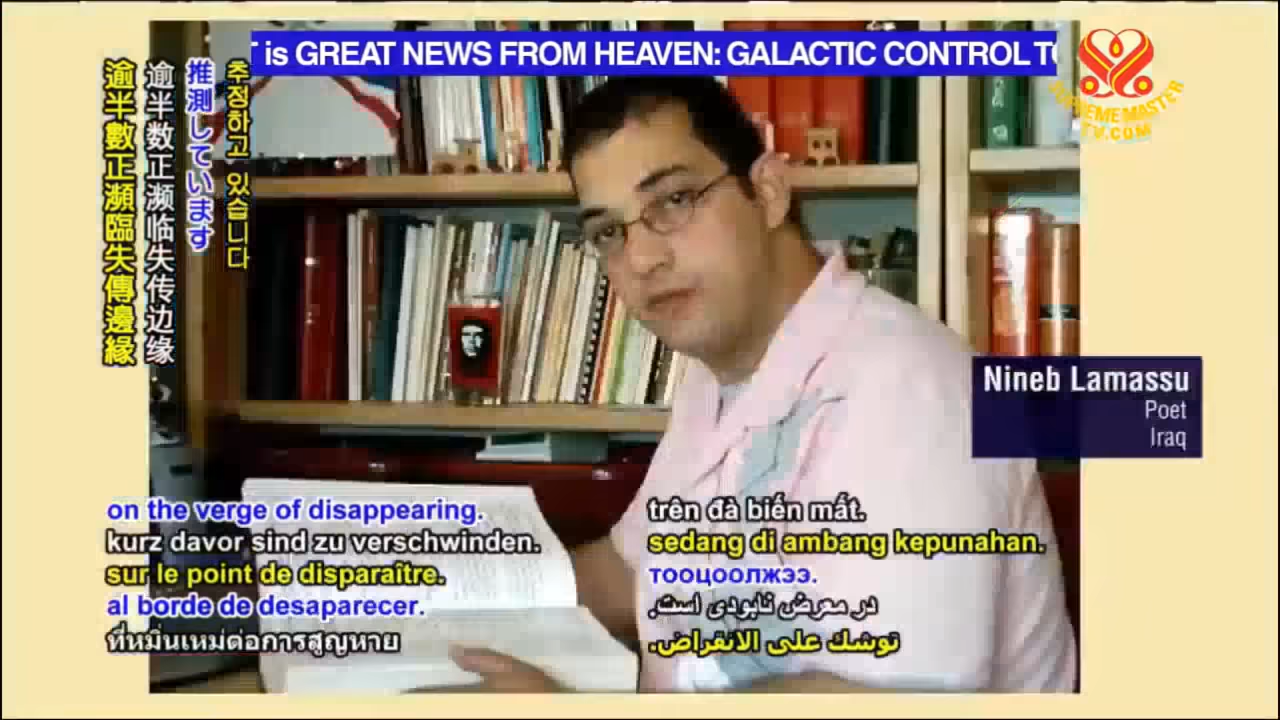 T is GREAT NEWS FROM HEAVEN: GALACTIC CONTROL TO
SUPREME MASTER
TV.COM
추정하고 있습니다
推測しています
逾半数正濒临失传边缘
逾半數正瀕臨失傳邊緣
Nineb Lamassu
Poet
Iraq
on the verge of disappearing.
kurz davor sind zu verschwinden.
sur le point de disparaître.
al borde de desaparecer.
ที่หมิ่นเหม่ต่อการสูญหาย
trên đà biến mất.
sedang di ambang kepunahan.
тооцоолжээ.
در معرض نابودی است.
توشك على الانقراض.